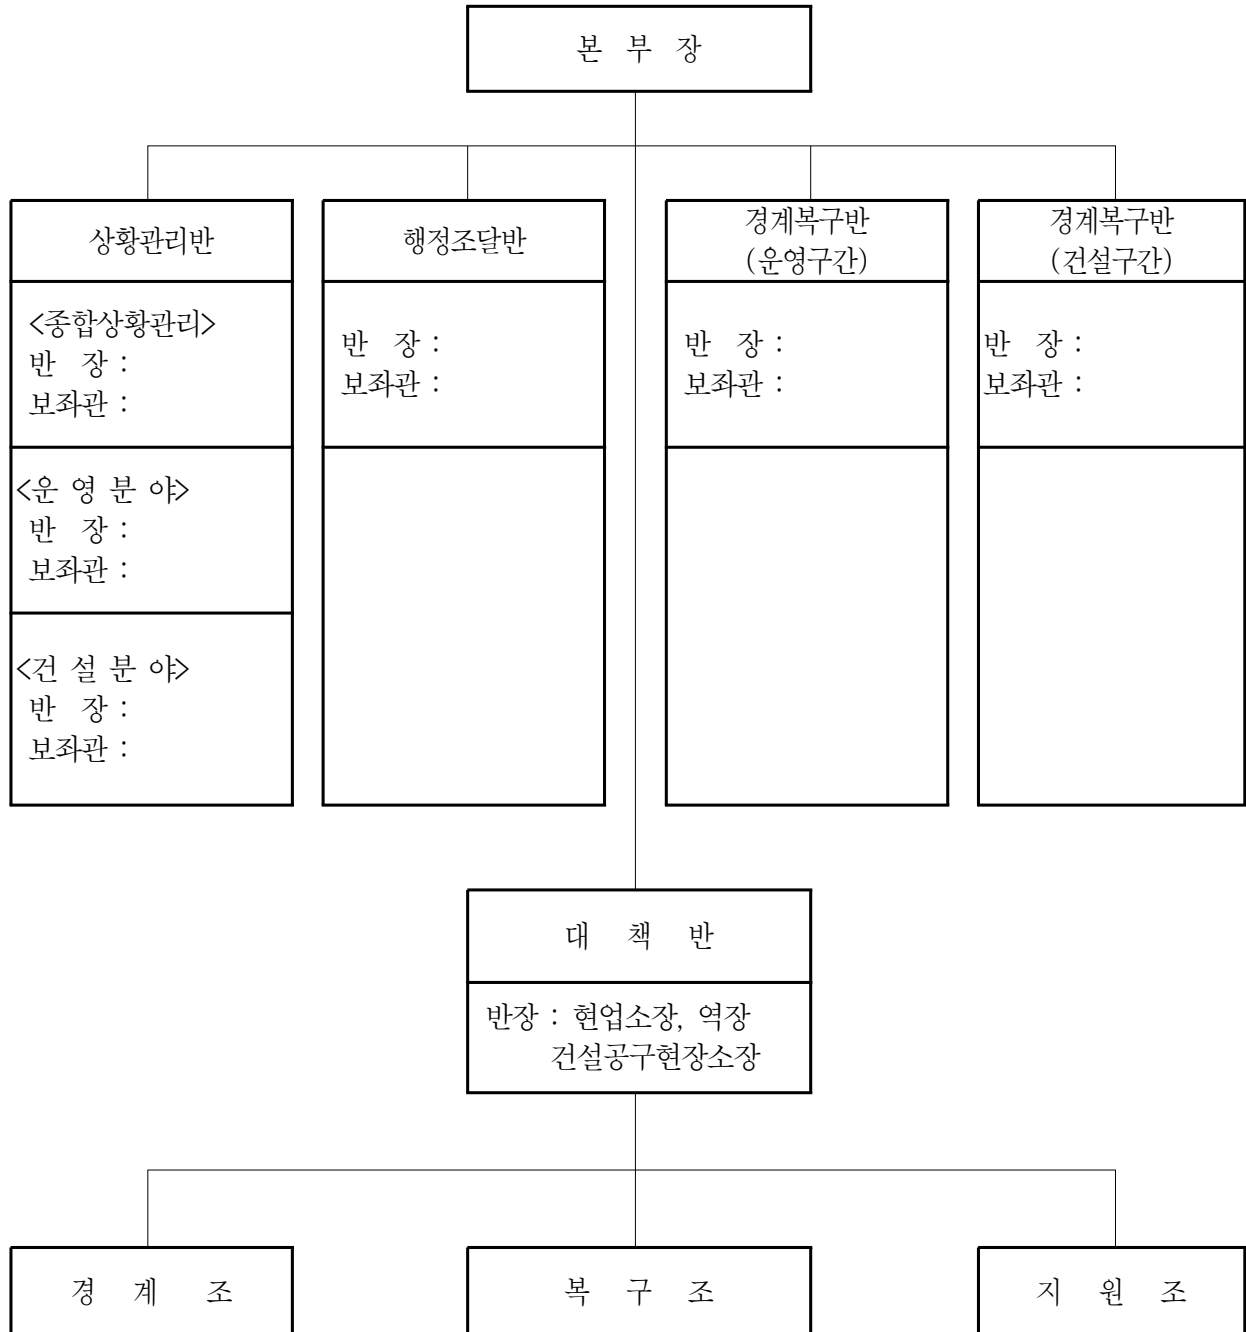 본 부 장
상황관리반
<종합상황관리>
반 장 :
보좌관 :
<운 영 분 야>
반 장 :
보좌관 :
<건 설 분 야>
반 장 :
보좌관 :
행정조달반
반 장 :
보좌관 :
경계복구반
(운영구간)
반 장 :
보좌관 :
경계복구반
(건설구간)
반 장 :
보좌관 :
대 책 반
반장 : 현업소장, 역장
건설공구현장소장
경 계 조
복 구 조
지 원 조